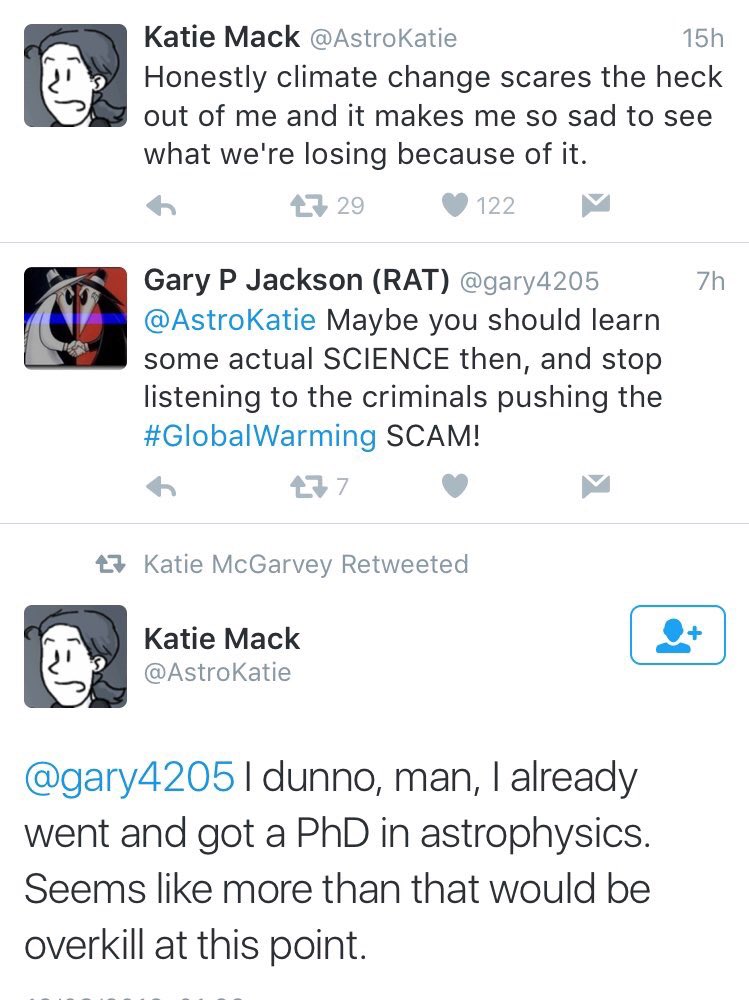 Katie Mack @AstroKatie 15h
Honestly climate change scares the heck
out of me and it makes me so sad to see
what we're losing because of it.
29 122
Gary P Jackson (RAT) @gary4205 7h
@AstroKatie Maybe you should learn
some actual SCIENCE then, and stop
listening to the criminals pushing the
#GlobalWarming SCAM!
7
Katie McGarvey Retweeted
Katie Mack
@AstroKatie
@gary4205 I dunno, man, I already
went and got a PhD in astrophysics.
Seems like more than that would be
overkill at this point.